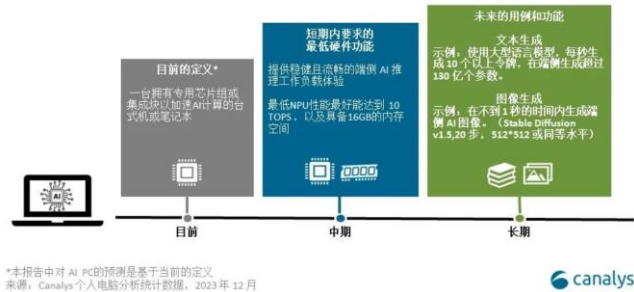 目前的定义*
一台拥有专用芯片组或
集成块以加速AI计算的台
式机或笔记本
短期内要求的
最低硬件功能
提供稳健且流畅的端侧 AI 推
理工作负载体验
最低NPU性能最好能达到 10
TOPS，以及具备16GB的内存
空间
未来的用例和功能
文本生成
示例：使用大型语言模型，每秒生
成 10 个以上令牌，在端侧生成超过
130 亿个参数。
图像生成
示例：在不到 1 秒的时间内生成端
侧 AI 图像。（Stable Diffusion
v1.5,20 步，512*512 或同等水平）
AI
目前
中期
长期
*本报告中对 AI PC的预测是基于当前的定义
来源：Canalys 个人电脑分析统计数据，2023 年 12 月
canalys